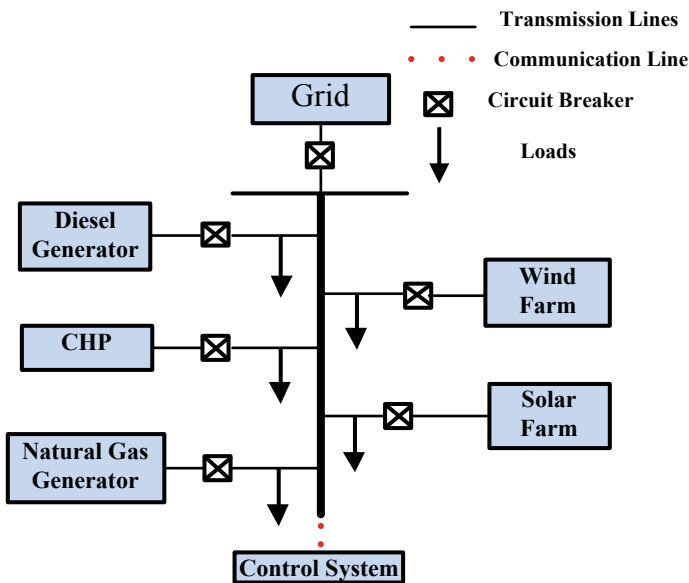 Transmission Lines
Communication Line
Grid
Circuit Breaker
Loads
Diesel
Generator
Wind
Farm
CHP
Solar
Farm
Natural Gas
Generator
Control System